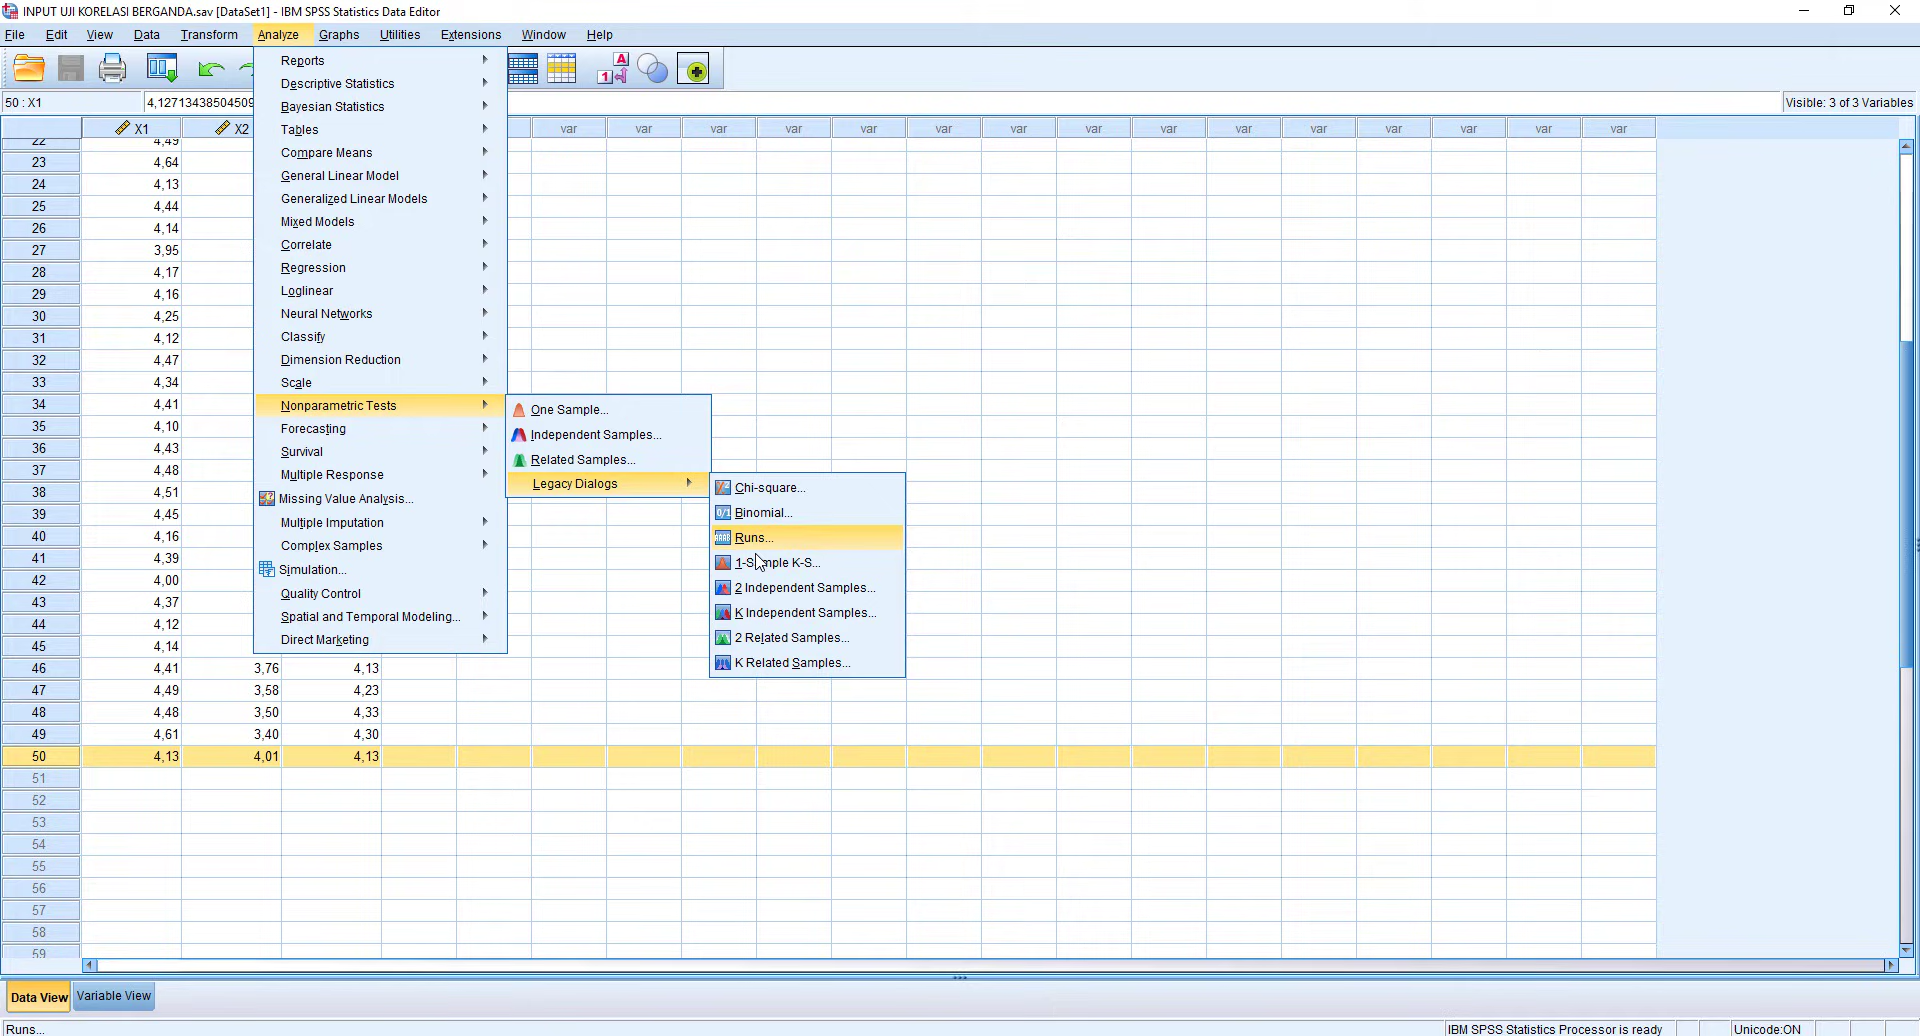 INPUT UJI KORELASI BERGANDA.sav [DataSet1] - IBM SPSS Statistics Data Editor
File Edit View Data Transform Analyze Graphs Utilities Extensions Window Help
50 : X1 4,12713438504509 Visible: 3 of 3 Variables
X1 X2 var var var var var var var var var var var var var var var
Reports
Descriptive Statistics
Bayesian Statistics
Tables
Compare Means
General Linear Model
Generalized Linear Models
Mixed Models
Correlate
Regression
Loglinear
Neural Networks
Classify
Dimension Reduction
Scale
Nonparametric Tests
Forecasting
Survival
Multiple Response
Missing Value Analysis...
Multiple Imputation
Complex Samples
Simulation...
Quality Control
Spatial and Temporal Modeling...
Direct Marketing
One Sample...
Independent Samples...
Related Samples...
Legacy Dialogs
Chi-square...
Binomial...
Runs...
1-Sample K-S...
2 Independent Samples...
K Independent Samples...
2 Related Samples...
K Related Samples...
22 4,49
23 4,64
24 4,13
25 4,44
26 4,14
27 3,95
28 4,17
29 4,16
30 4,25
31 4,12
32 4,47
33 4,34
34 4,41
35 4,10
36 4,43
37 4,48
38 4,51
39 4,45
40 4,16
41 4,39
42 4,00
43 4,37
44 4,12
45 4,14
46 4,41 3,76 4,13
47 4,49 3,58 4,23
48 4,48 3,50 4,33
49 4,61 3,40 4,30
50 4,13 4,01 4,13
51
52
53
54
55
56
57
58
59
Data View Variable View
Runs... IBM SPSS Statistics Processor is ready Unicode:ON